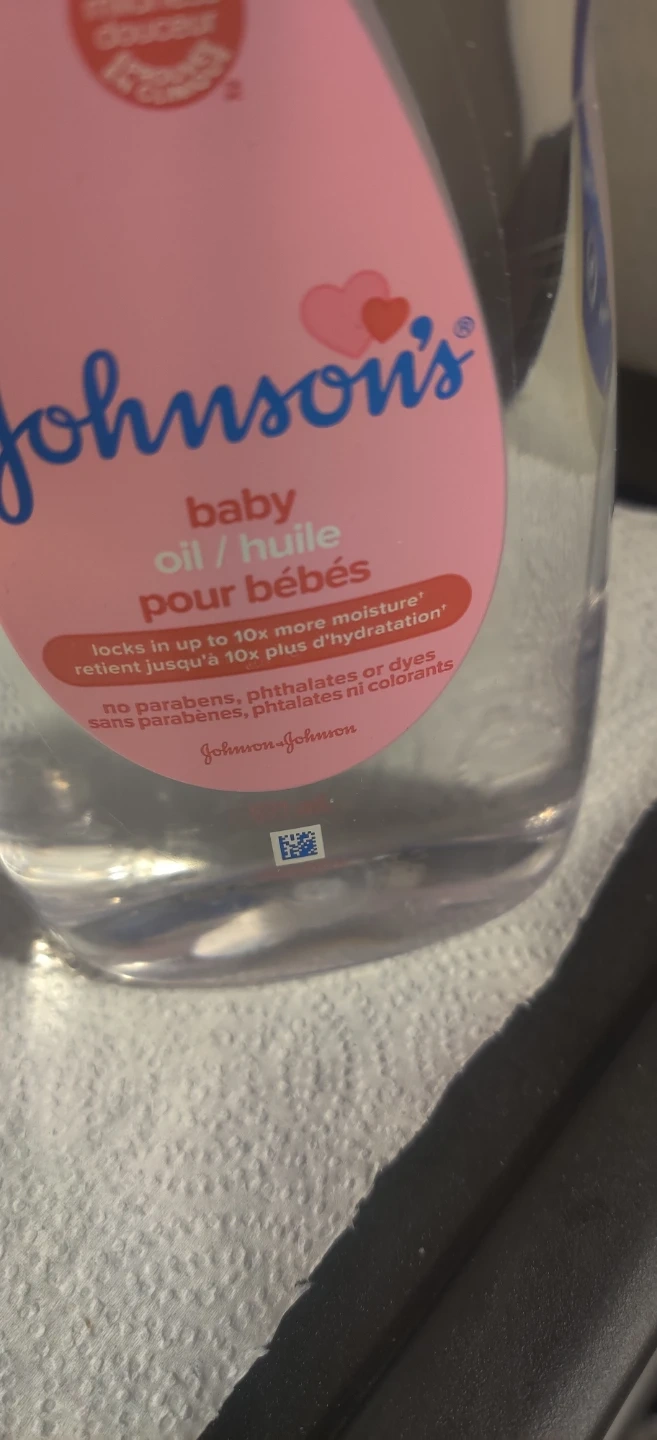 douceur
Johnson's®
baby
oil / huile
pour bébés
locks in up to 10x more moisture†
retient jusqu'à 10x plus d'hydratation†
no parabens, phthalates or dyes
sans parabènes, phtalates ni colorants
Johnson & Johnson